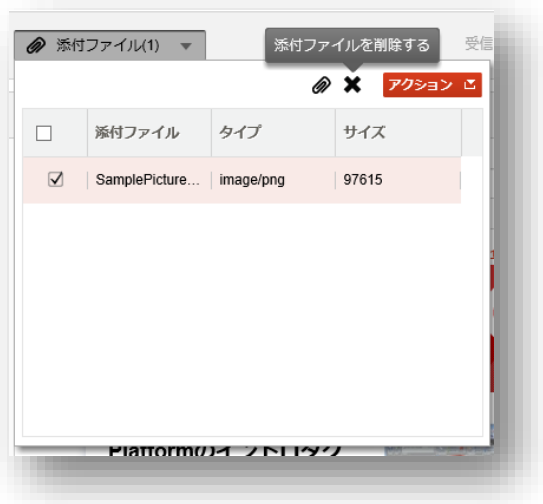 添付ファイル(1)
添付ファイルを削除する
受信
アクション
添付ファイル タイプ サイズ
SamplePicture... image/png 97615